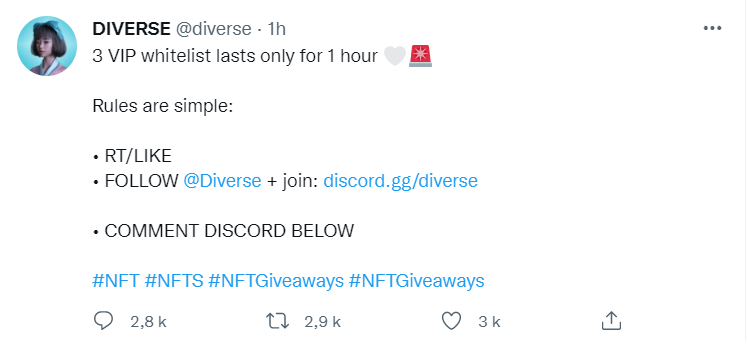 DIVERSE @diverse · 1h
3 VIP whitelist lasts only for 1 hour 🤍🚨
Rules are simple:
• RT/LIKE
• FOLLOW @Diverse + join: discord.gg/diverse
• COMMENT DISCORD BELOW
#NFT #NFTS #NFTGiveaways #NFTGiveaways
2,8 k 2,9 k 3 k